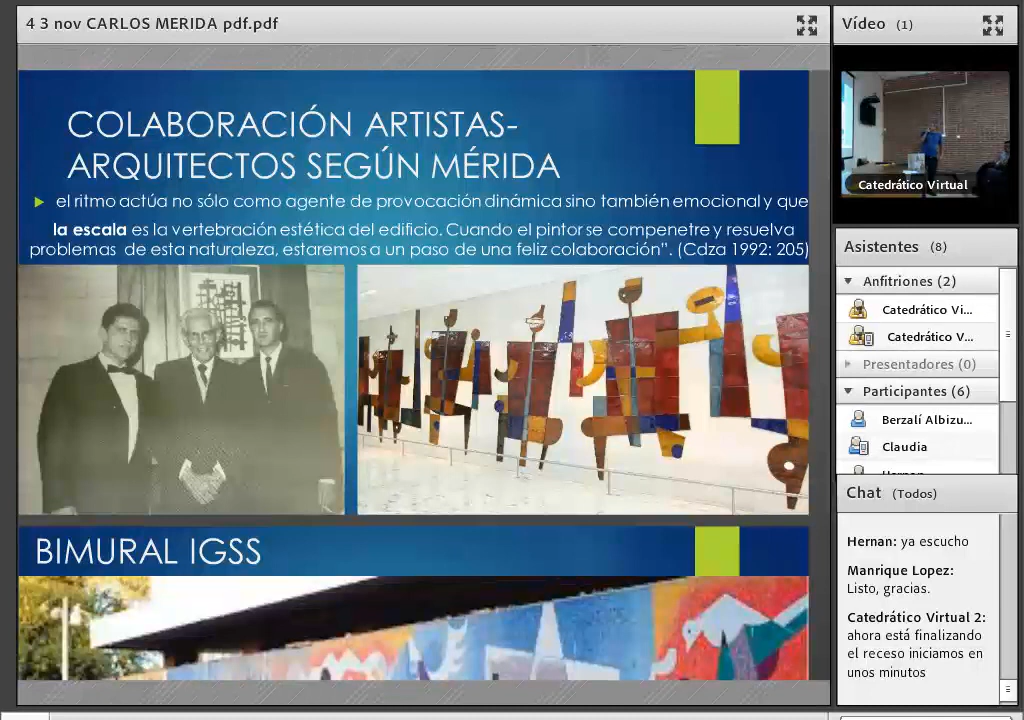 4 3 nov CARLOS MERIDA pdf.pdf
COLABORACIÓN ARTISTAS-
ARQUITECTOS SEGÚN MÉRIDA
el ritmo actúa no sólo como agente de provocación dinámica sino también emocional y que
la escala es la vertebración estética del edificio. Cuando el pintor se compenetre y resuelva
problemas de esta naturaleza, estaremos a un paso de una feliz colaboración". (Cdza 1992: 205)
BIMURAL IGSS
Vídeo (1)
Catedrático Virtual
Asistentes (8)
Anfitriones (2)
Catedrático Vi...
Catedrático V...
Presentadores (0)
Participantes (6)
Berzalí Albizu...
Claudia
Chat (Todos)
Hernan: ya escucho
Manrique Lopez:
Listo, gracias.
Catedrático Virtual 2:
ahora está finalizando
el receso iniciamos en
unos minutos